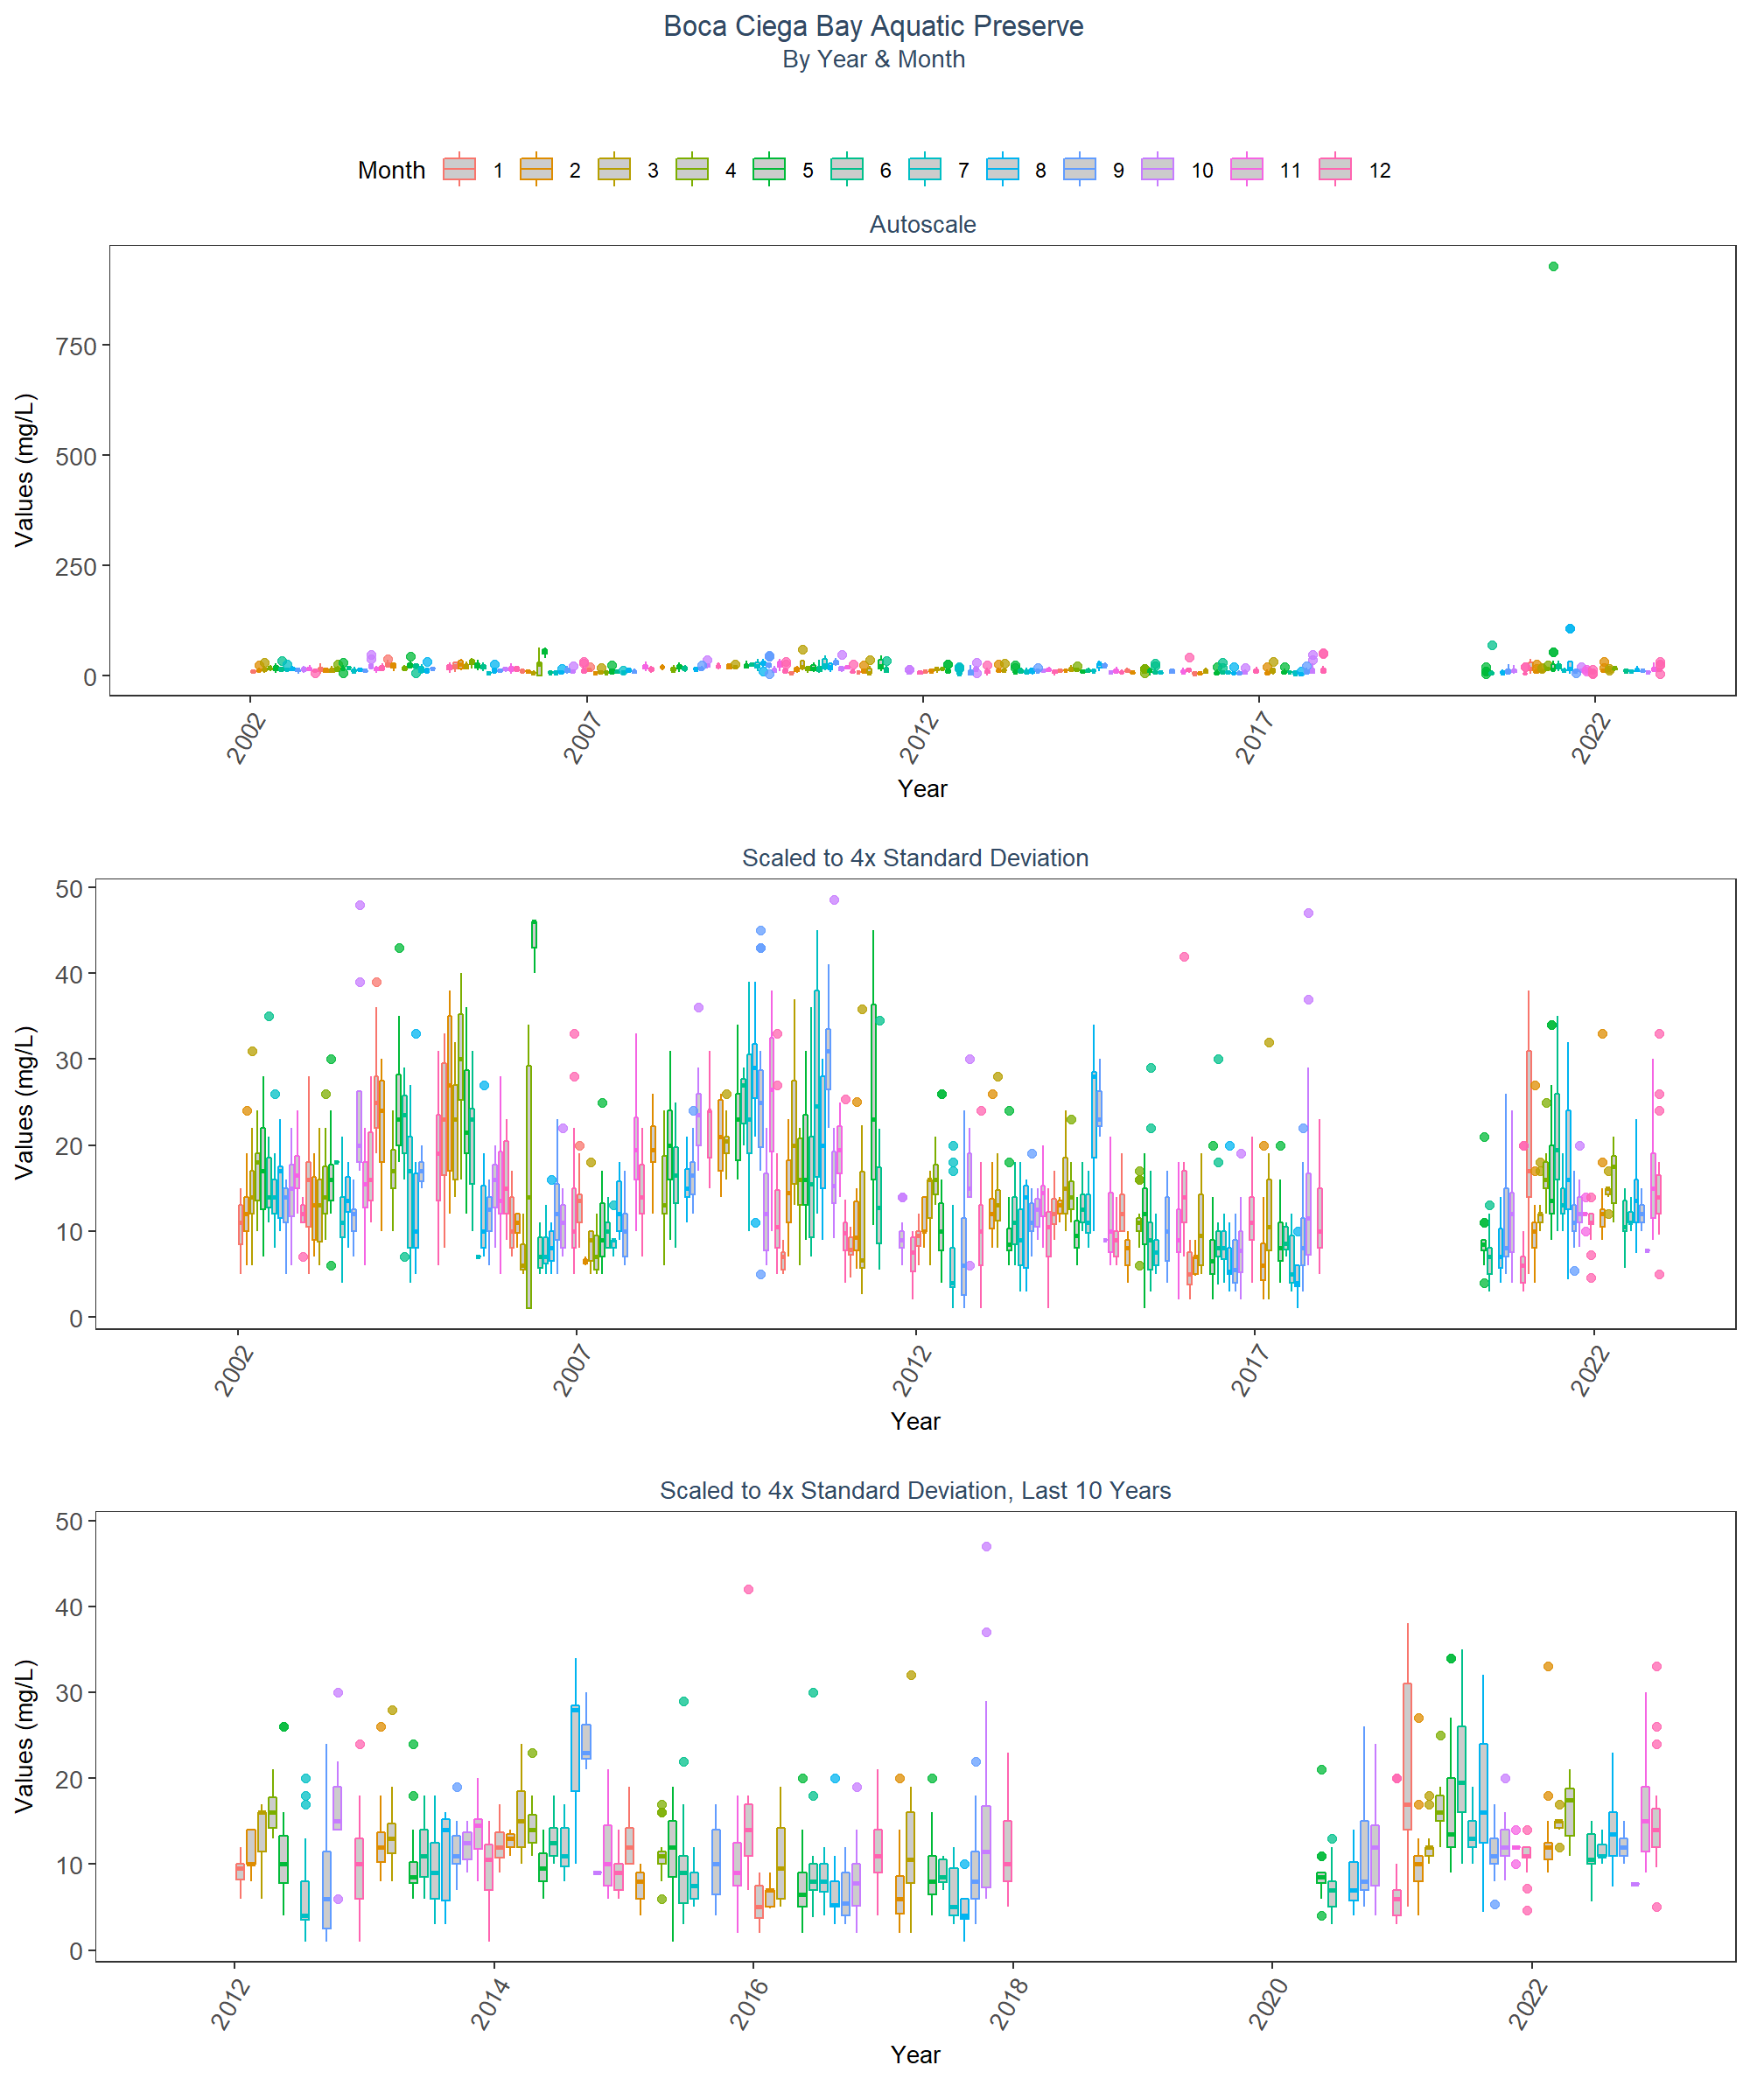 Boca Ciega Bay Aquatic Preserve
By Year & Month
Month 1 2 3 4 5 6 7 8 9 10 11 12
Autoscale
Values (mg/L)
750
500
250
0
2002 2007 2012 2017 2022
Year
Scaled to 4x Standard Deviation
Values (mg/L)
50
40
30
20
10
0
2002 2007 2012 2017 2022
Year
Scaled to 4x Standard Deviation, Last 10 Years
Values (mg/L)
50
40
30
20
10
0
2012 2014 2016 2018 2020 2022
Year